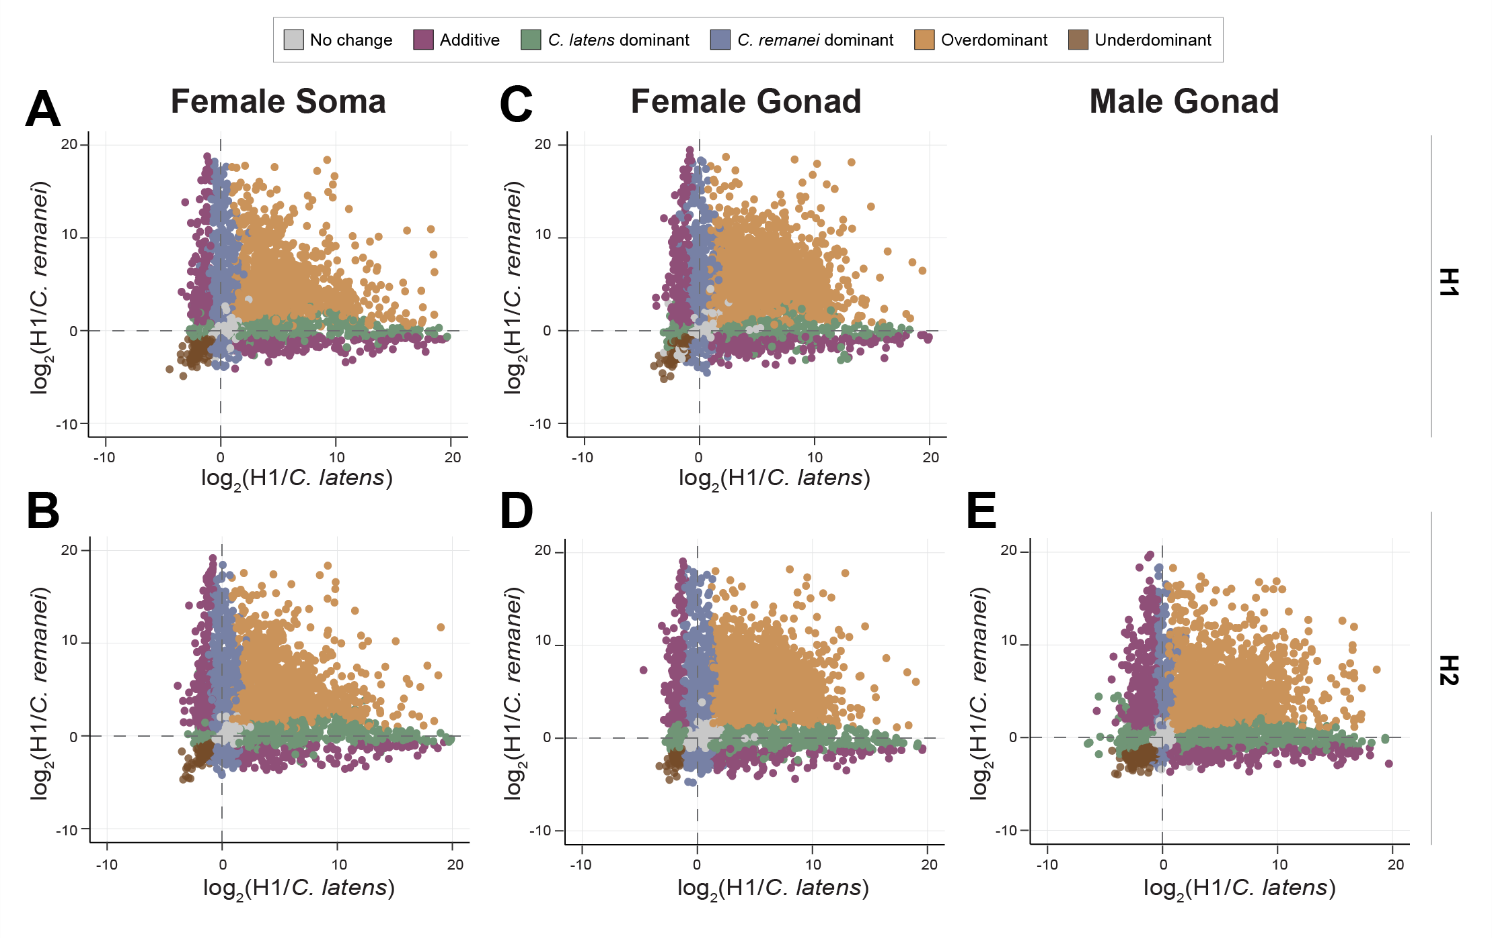 No change Additive C. latens dominant C. remanei dominant Overdominant Underdominant
A Female Soma C Female Gonad Male Gonad
20
10
0
-10
log2(H1/C. remanei)
-10 0 10 20
log2(H1/C. latens)
20
10
0
-10
log2(H1/C. remanei)
-10 0 10 20
log2(H1/C. latens)
H1
B
20
10
0
-10
log2(H1/C. remanei)
-10 0 10 20
log2(H1/C. latens)
D
20
10
0
-10
log2(H1/C. remanei)
-10 0 10 20
log2(H1/C. latens)
E
20
10
0
-10
log2(H1/C. remanei)
-10 0 10 20
log2(H1/C. latens)
H2